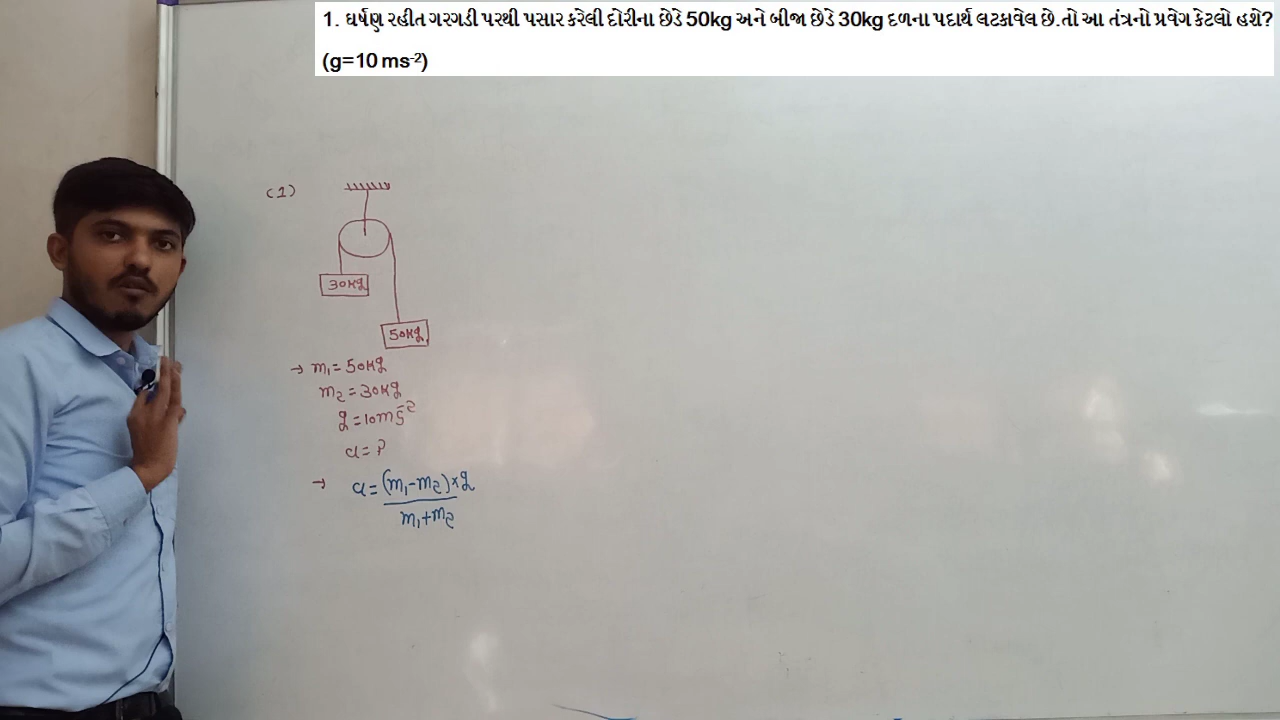 1. ઘર્ષણ રહીત ગરગડી પરથી પસાર કરેલી દોરીના છેડે 50kg અને બીજા છેડે 30kg દળના પદાર્થ લટકાવેલ છે.તો આ તંત્રનો પ્રવેગ કેટલો હશે?
(g=10 ms⁻²)
(1)
30kg
50kg
→ m₁ = 50kg
m₂ = 30kg
g = 10ms⁻²
a = ?
→ a = (m₁-m₂)×g
m₁+m₂